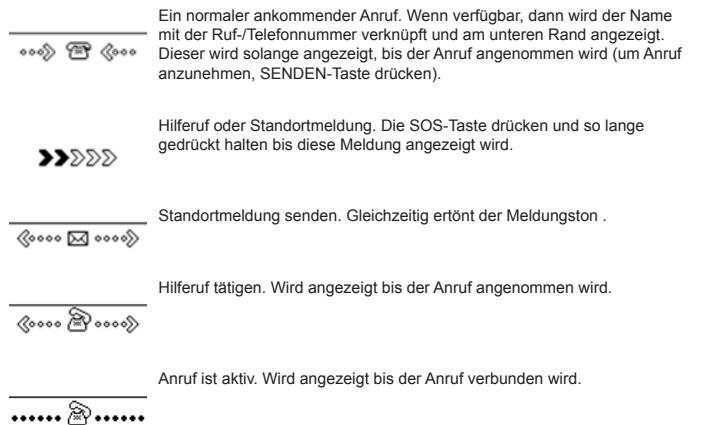 Ein normaler ankommender Anruf. Wenn verfügbar, dann wird der Name
mit der Ruf-/Telefonnummer verknüpft und am unteren Rand angezeigt.
Dieser wird solange angezeigt, bis der Anruf angenommen wird (um Anruf
anzunehmen, SENDEN-Taste drücken).
Hilferuf oder Standortmeldung. Die SOS-Taste drücken und so lange
gedrückt halten bis diese Meldung angezeigt wird.
Standortmeldung senden. Gleichzeitig ertönt der Meldungston .
Hilferuf tätigen. Wird angezeigt bis der Anruf angenommen wird.
Anruf ist aktiv. Wird angezeigt bis der Anruf verbunden wird.